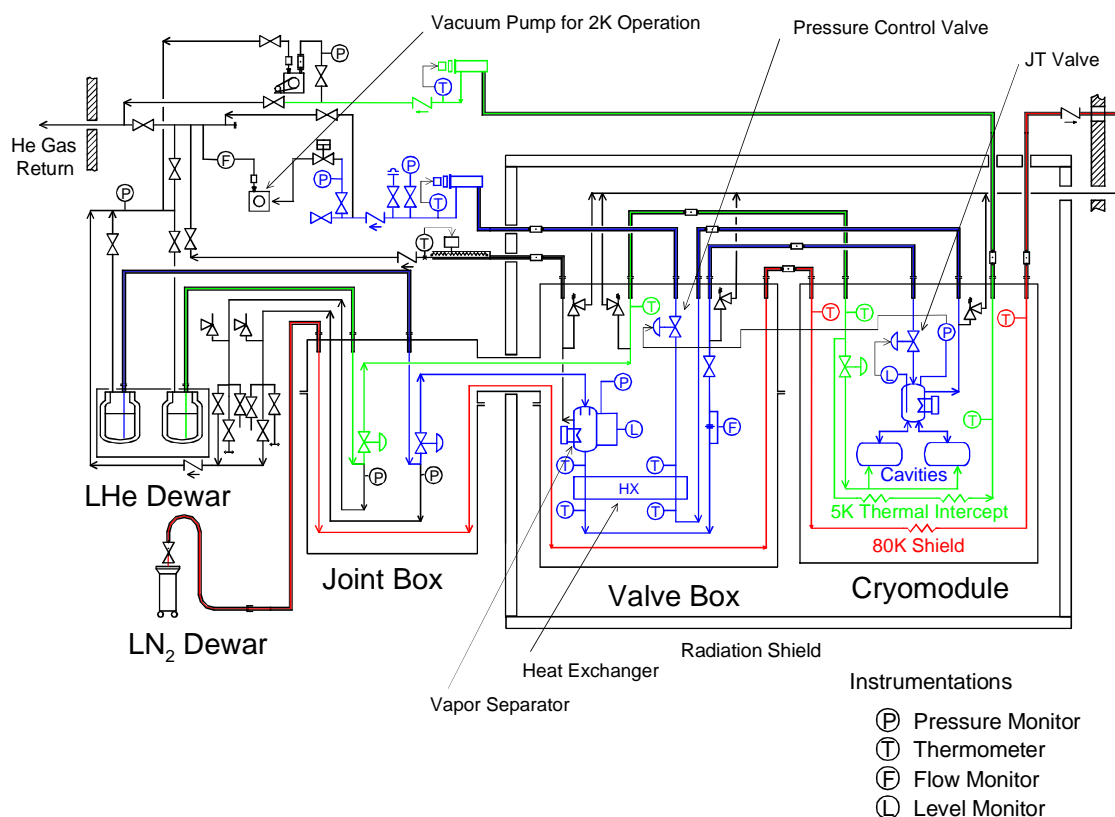 Vacuum Pump for 2K Operation
Pressure Control Valve
JT Valve
P
T
He Gas
Return
F
P
P
T
P
T
T
T
T
P
T
P
L
L
F
T
T
T
T
T
P
P
HX
Cavities
5K Thermal Intercept
80K Shield
LHe Dewar
Joint Box
Valve Box
Cryomodule
LN₂ Dewar
Radiation Shield
Heat Exchanger
Vapor Separator
Instrumentations
P Pressure Monitor
T Thermometer
F Flow Monitor
L Level Monitor